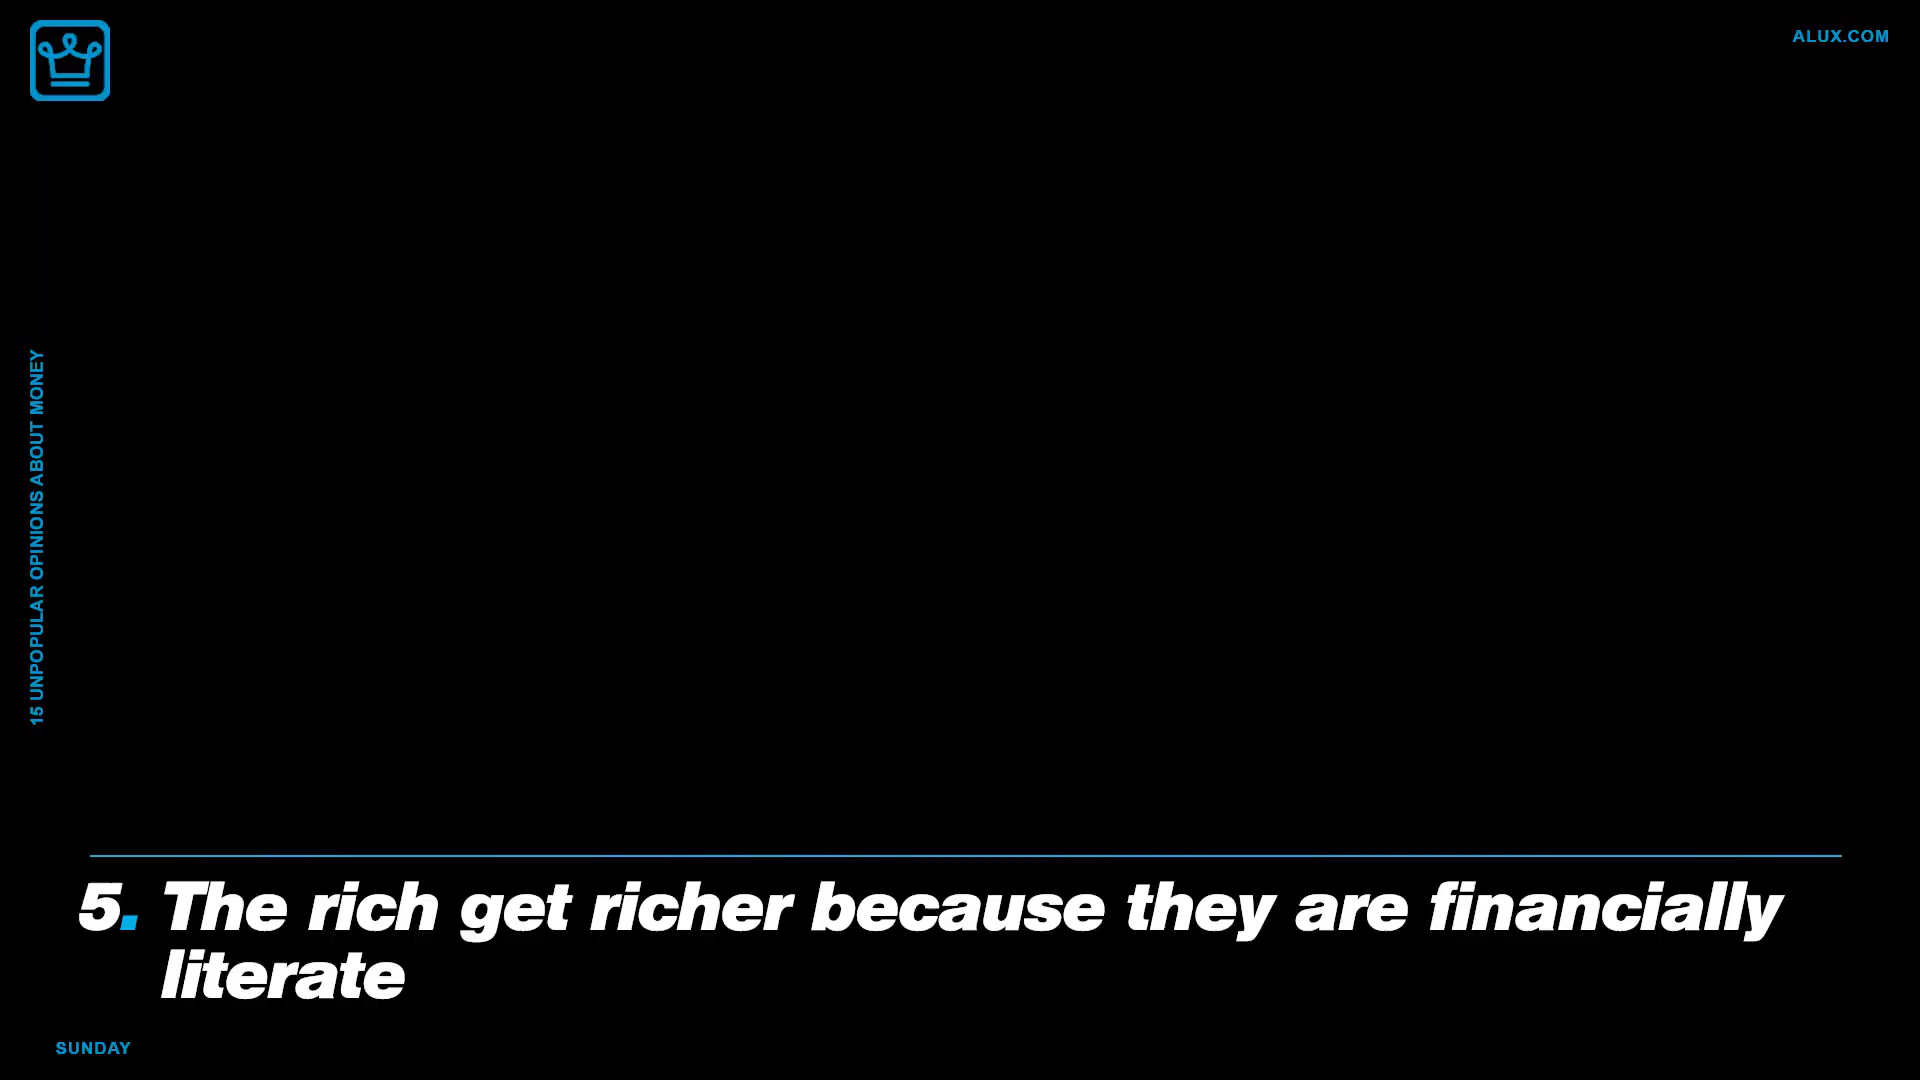 ALUX.COM
15 UNPOPULAR OPINIONS ABOUT MONEY
5. The rich get richer because they are financially
literate
SUNDAY